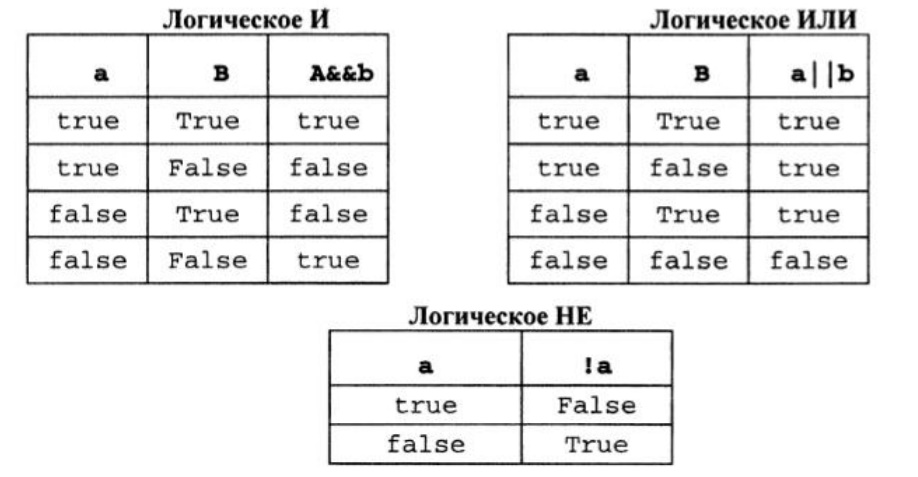 Логическое И
a B A&&b
true True true
true False false
false True false
false False true
Логическое ИЛИ
a B a||b
true True true
true false true
false True true
false false false
Логическое НЕ
a !a
true False
false True